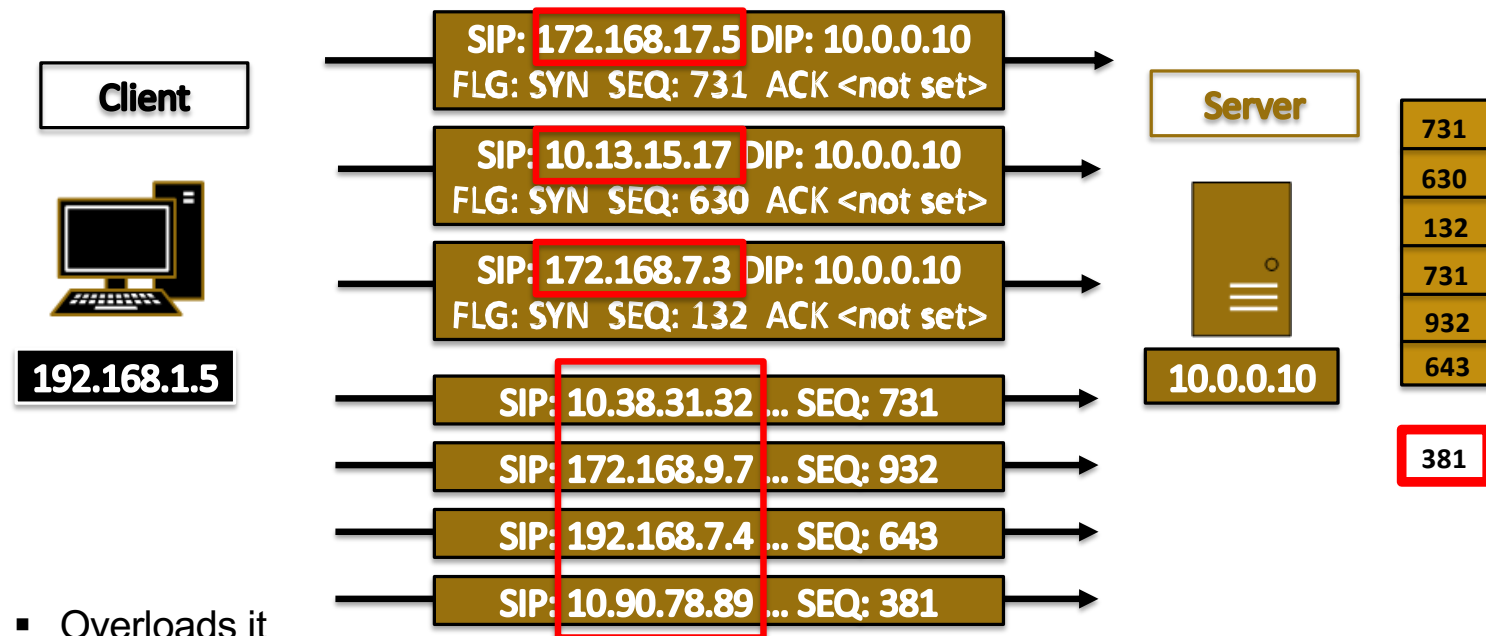 Client
192.168.1.5
SIP: 172.168.17.5 DIP: 10.0.0.10
FLG: SYN SEQ: 731 ACK <not set>
SIP: 10.13.15.17 DIP: 10.0.0.10
FLG: SYN SEQ: 630 ACK <not set>
SIP: 172.168.7.3 DIP: 10.0.0.10
FLG: SYN SEQ: 132 ACK <not set>
SIP: 10.38.31.32 ... SEQ: 731
SIP: 172.168.9.7 ... SEQ: 932
SIP: 192.168.7.4 ... SEQ: 643
SIP: 10.90.78.89 ... SEQ: 381
Server
10.0.0.10
731
630
132
731
932
643
381
▪ Overloads it